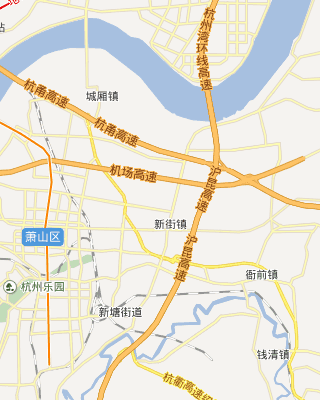 杭州湾环线高速
站
杭甬高速
城厢镇
杭甬高速
机场高速
沪昆高速
新街镇
萧山区
沪昆高速
衙前镇
杭州乐园
新塘街道
钱清镇
杭衢高速绍